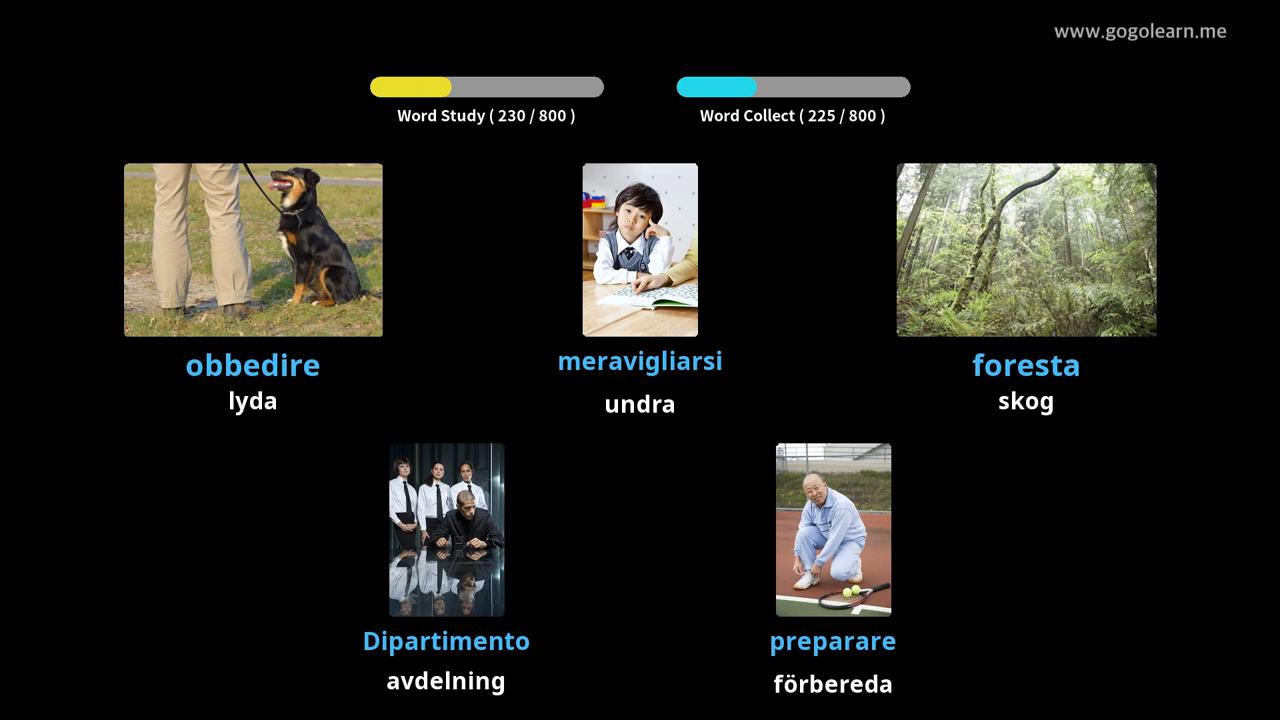 www.gogolearn.me
Word Study ( 230 / 800 )
Word Collect ( 225 / 800 )
obbedire
lyda
meravigliarsi
undra
foresta
skog
Dipartimento
avdelning
preparare
förbereda